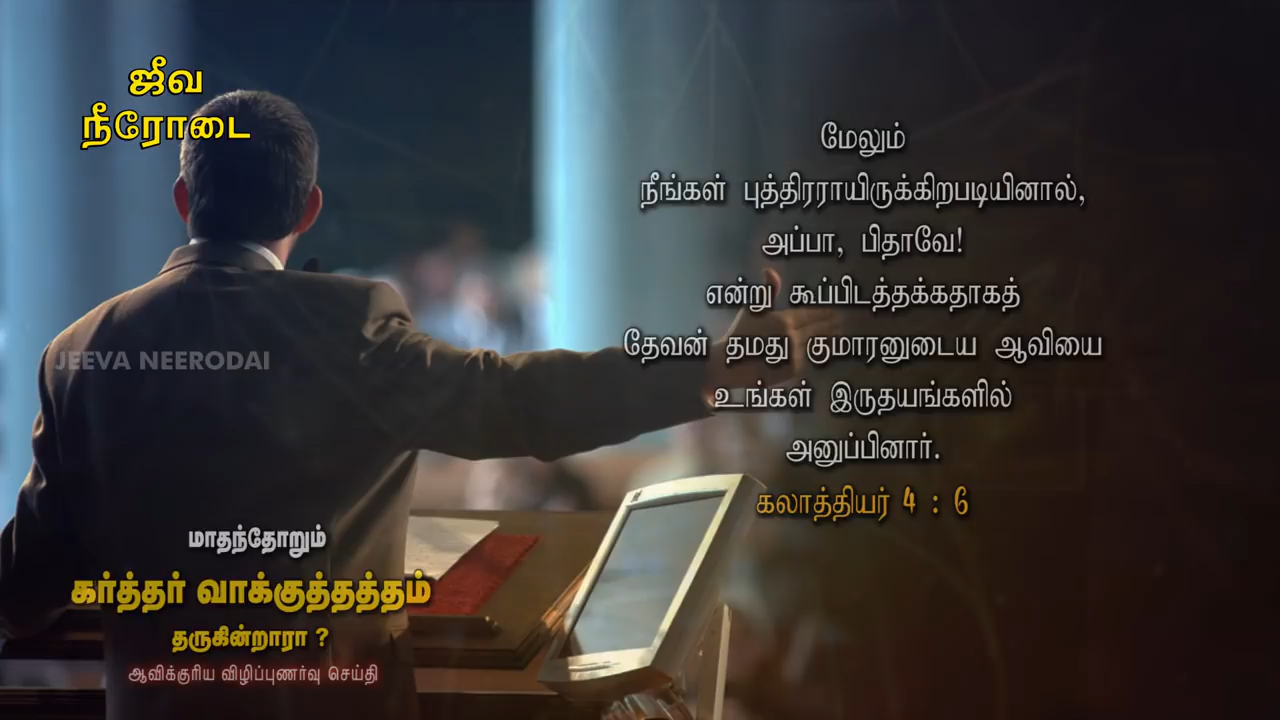 ஜீவ
நீரோடை
மேலும்
நீங்கள் புத்திரராயிருக்கிறபடியினால்,
அப்பா, பிதாவே!
என்று கூப்பிடத்தக்கதாகத்
தேவன் தமது குமாரனுடைய ஆவியை
உங்கள் இருதயங்களில்
அனுப்பினார்.
கலாத்தியர் 4 : 6
JEEVA NEERODAI
மாதந்தோறும்
கர்த்தர் வாக்குத்தத்தம்
தருகின்றாரா ?
ஆவிக்குரிய விழிப்புணர்வு செய்தி